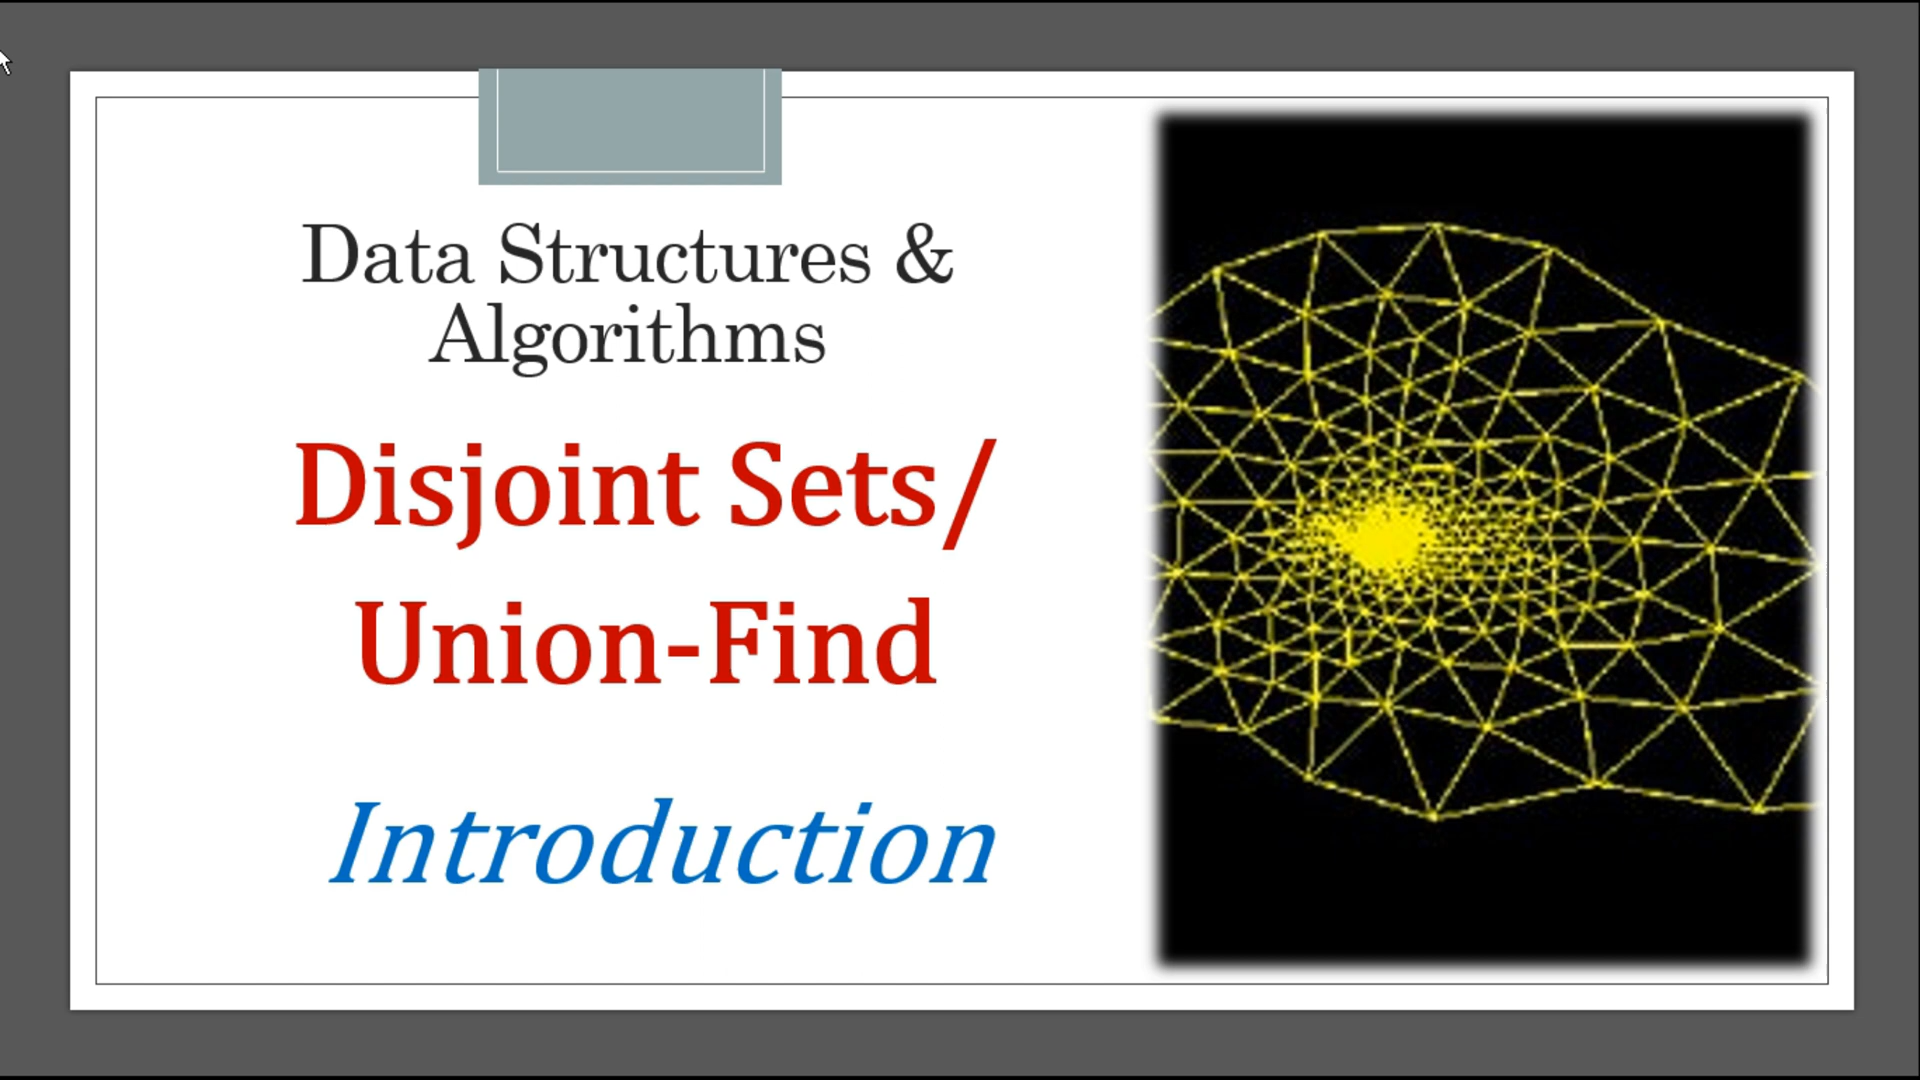 Data Structures &
Algorithms
Disjoint Sets/
Union-Find
Introduction